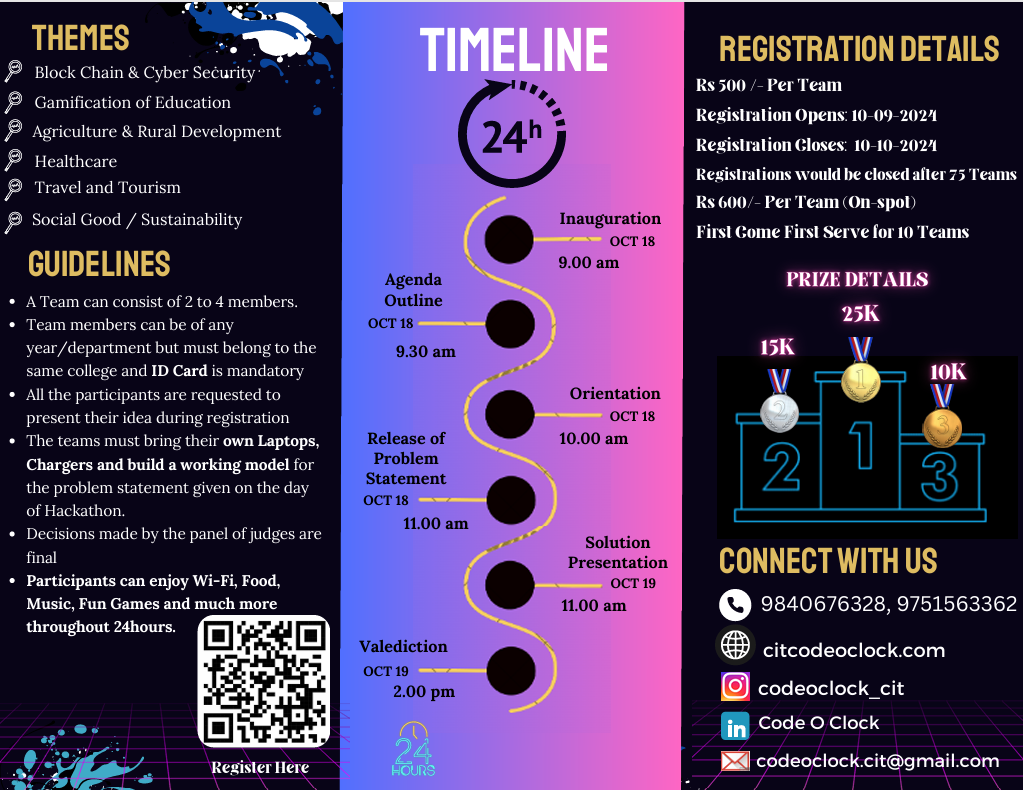 THEMES
Block Chain & Cyber Security
Gamification of Education
Agriculture & Rural Development
Healthcare
Travel and Tourism
Social Good / Sustainability
GUIDELINES
• A Team can consist of 2 to 4 members.
• Team members can be of any
year/department but must belong to the
same college and ID Card is mandatory
• All the participants are requested to
present their idea during registration
• The teams must bring their own Laptops,
Chargers and build a working model for
the problem statement given on the day
of Hackathon.
• Decisions made by the panel of judges are
final
• Participants can enjoy Wi-Fi, Food,
Music, Fun Games and much more
throughout 24hours.
Register Here
TIMELINE
24h
Inauguration
OCT 18
9.00 am
Agenda
Outline
OCT 18
9.30 am
Orientation
OCT 18
10.00 am
Release of
Problem
Statement
OCT 18
11.00 am
Solution
Presentation
OCT 19
11.00 am
Valediction
OCT 19
2.00 pm
24
HOURS
REGISTRATION DETAILS
Rs 500 /- Per Team
Registration Opens: 10-09-2024
Registration Closes: 10-10-2024
Registrations would be closed after 75 Teams
Rs 600/- Per Team (On-spot)
First Come First Serve for 10 Teams
PRIZE DETAILS
25K
15K
10K
1
2
3
1
2
3
CONNECT WITH US
9840676328, 9751563362
citcodeoclock.com
codeoclock_cit
in Code O Clock
codeoclock.cit@gmail.com